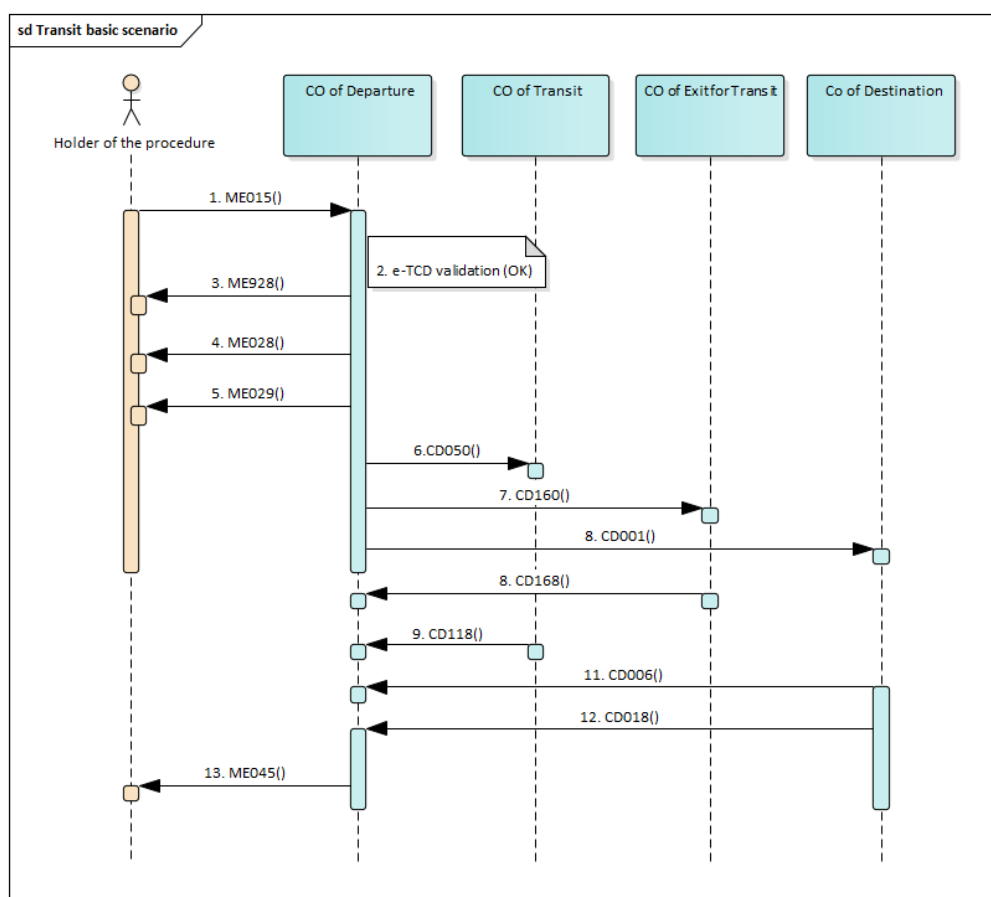 sd Transit basic scenario
CO of Departure
CO of Transit
CO of ExitforTransit
Co of Destination
Holder of the procedure
1. ME015()
2. e-TCD validation (OK)
3. ME928()
4. ME028()
5. ME029()
6.CD050()
7. CD160()
8. CD001()
8. CD168()
9. CD118()
11. CD006()
12. CD018()
13. ME045()